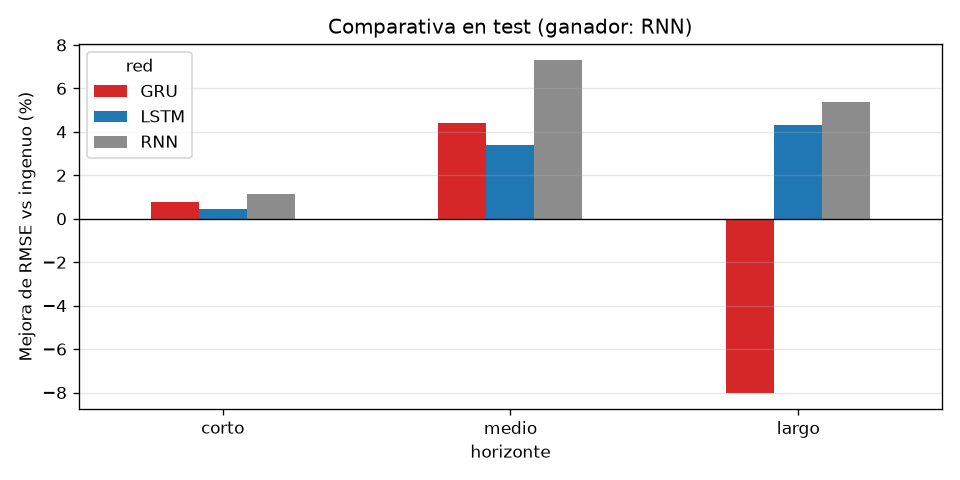 Comparativa en test (ganador: RNN)
Mejora de RMSE vs ingenuo (%)
8
6
4
2
0
−2
−4
−6
−8
red
GRU
LSTM
RNN
corto
medio
largo
horizonte